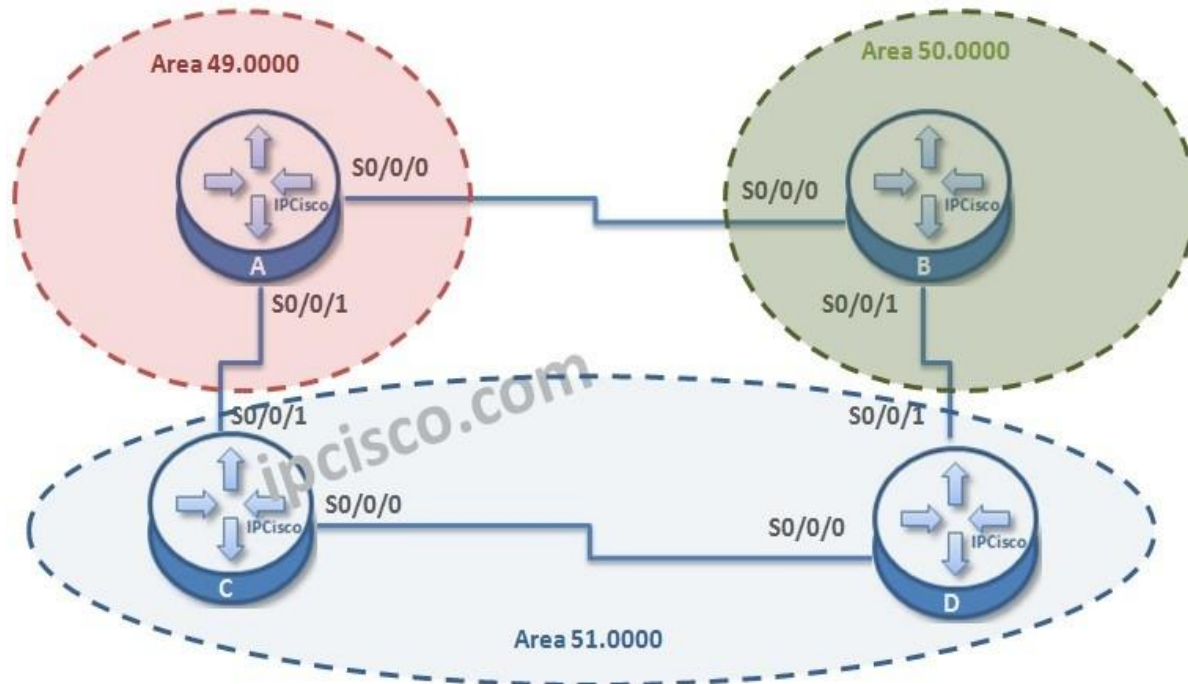 Area 49.0000
Area 50.0000
S0/0/0
S0/0/0
IPCisco
IPCisco
A
B
S0/0/1
S0/0/1
ipcisco.com
S0/0/1
S0/0/1
S0/0/0
S0/0/0
IPCisco
IPCisco
C
D
Area 51.0000